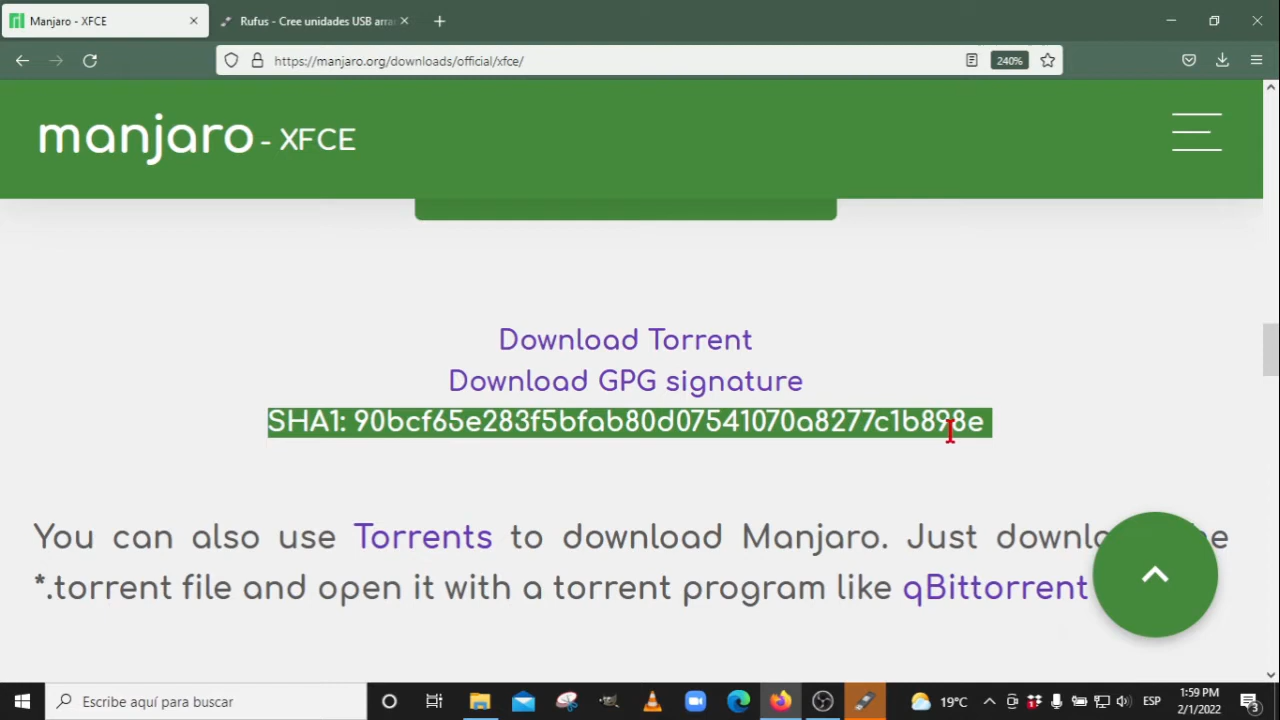 Manjaro - XFCE
Rufus - Cree unidades USB arra
https://manjaro.org/downloads/official/xfce/
240%
manjaro - XFCE
Download Torrent
Download GPG signature
SHA1: 90bcf65e283f5bfab80d07541070a8277c1b898e
You can also use Torrents to download Manjaro. Just downlo he
*.torrent file and open it with a torrent program like qBittorrent
Escribe aquí para buscar
19°C
ESP
1:59 PM
2/1/2022
3